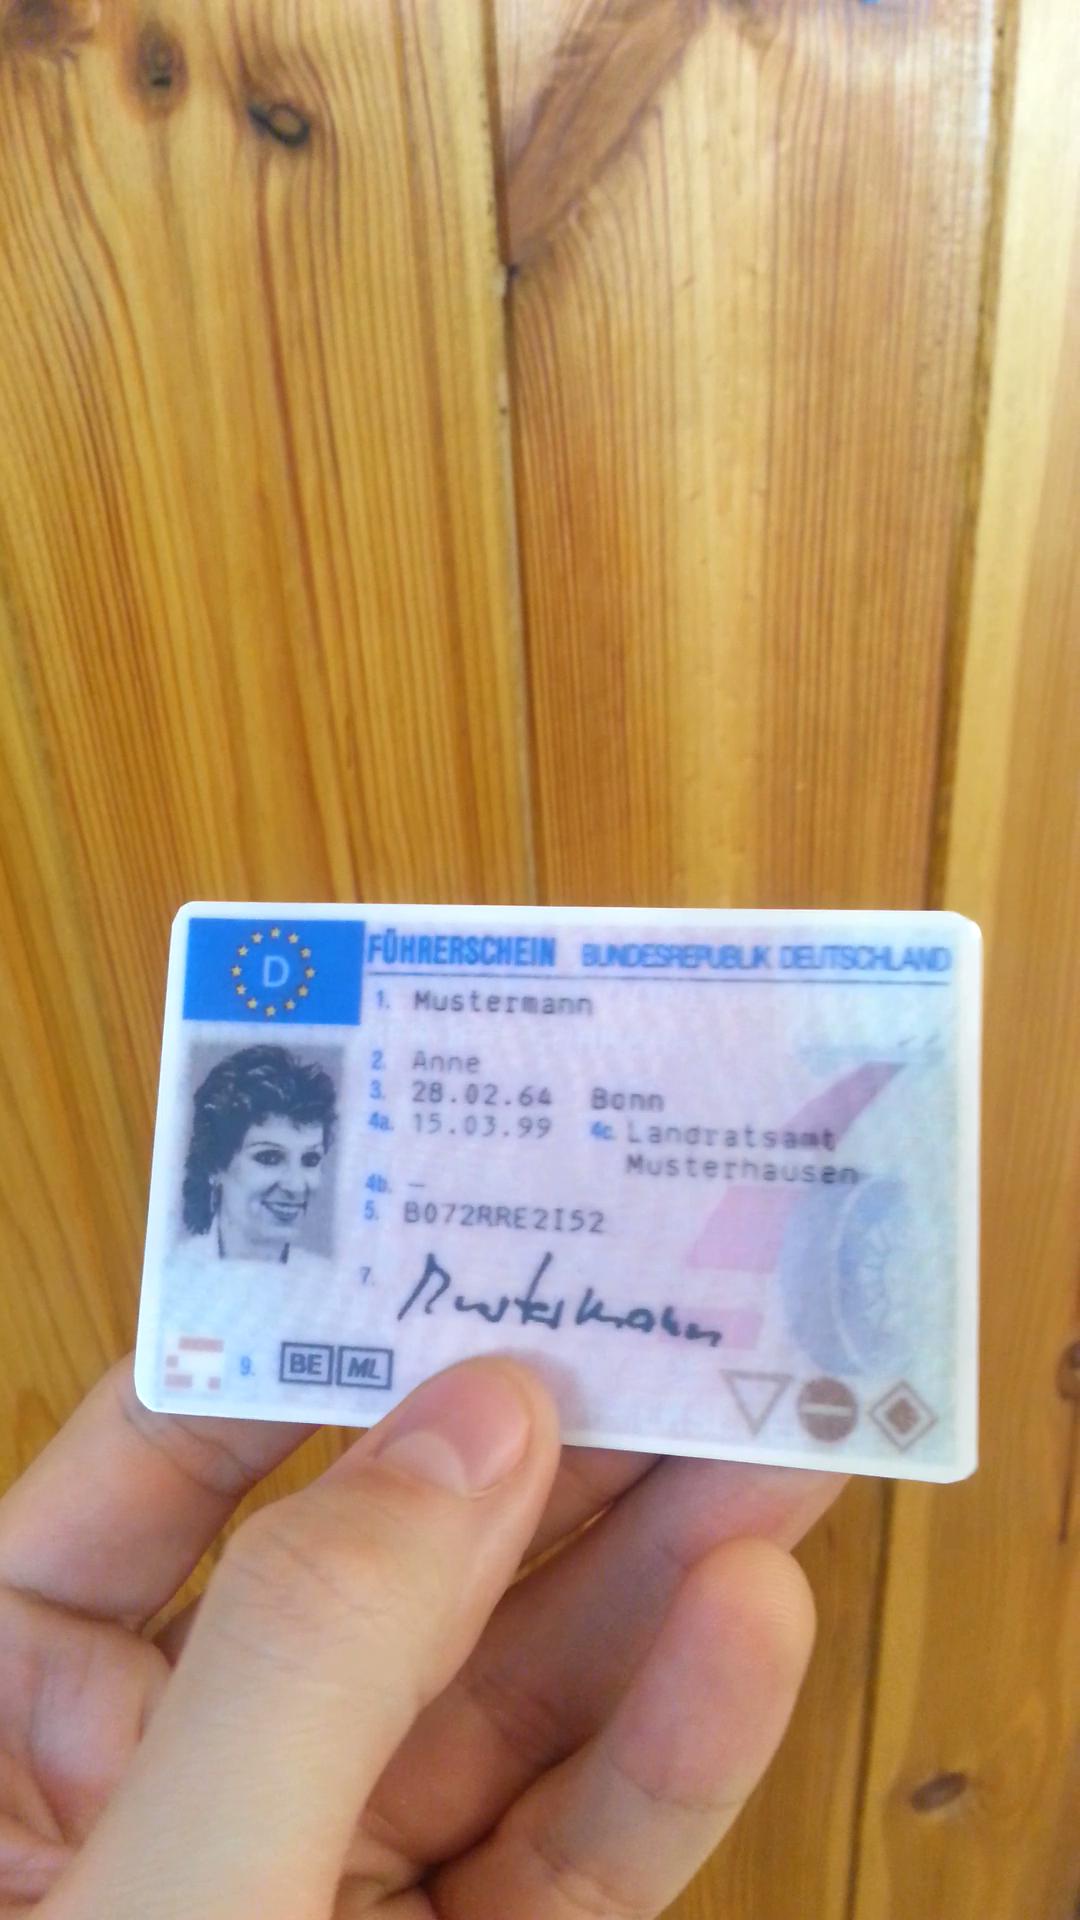 D
FÜHRERSCHEIN BUNDESREPUBLIK DEUTSCHLAND
1. Mustermann
2. Anne
3. 28.02.64 Bonn
4a. 15.03.99 4c. Landratsamt
Musterhausen
4b. –
5. B072RRE2I52
7. Mustermann
9. BE ML